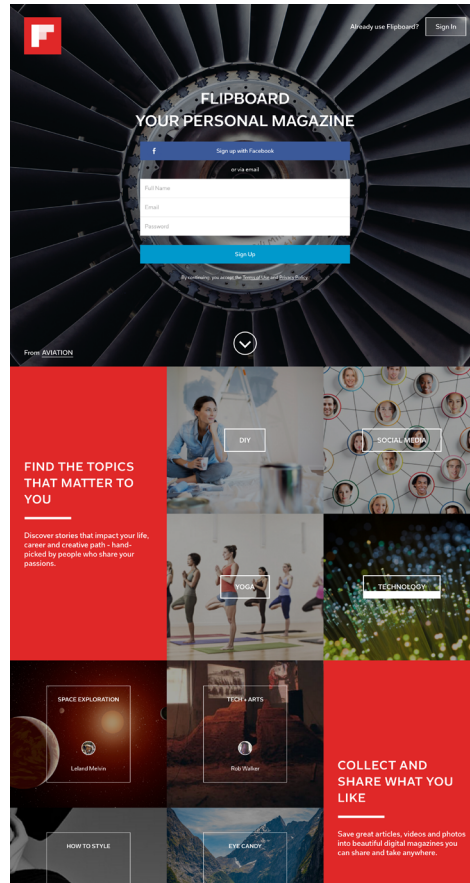 Already use Flipboard?
Sign In
FLIPBOARD
YOUR PERSONAL MAGAZINE
f
Sign up with Facebook
or via email
Full Name
Email
Password
Sign Up
By continuing, you accept the Terms of Use and Privacy Policy.
From AVIATION
FIND THE TOPICS
THAT MATTER TO
YOU
Discover stories that impact your life,
career and creative path - hand-
picked by people who share your
passions.
DIY
SOCIAL MEDIA
YOGA
TECHNOLOGY
SPACE EXPLORATION
Leland Melvin
TECH + ARTS
Rob Walker
COLLECT AND
SHARE WHAT YOU
LIKE
Save great articles, videos and photos
into beautiful digital magazines you
can share and take anywhere.
HOW TO STYLE
EYE CANDY